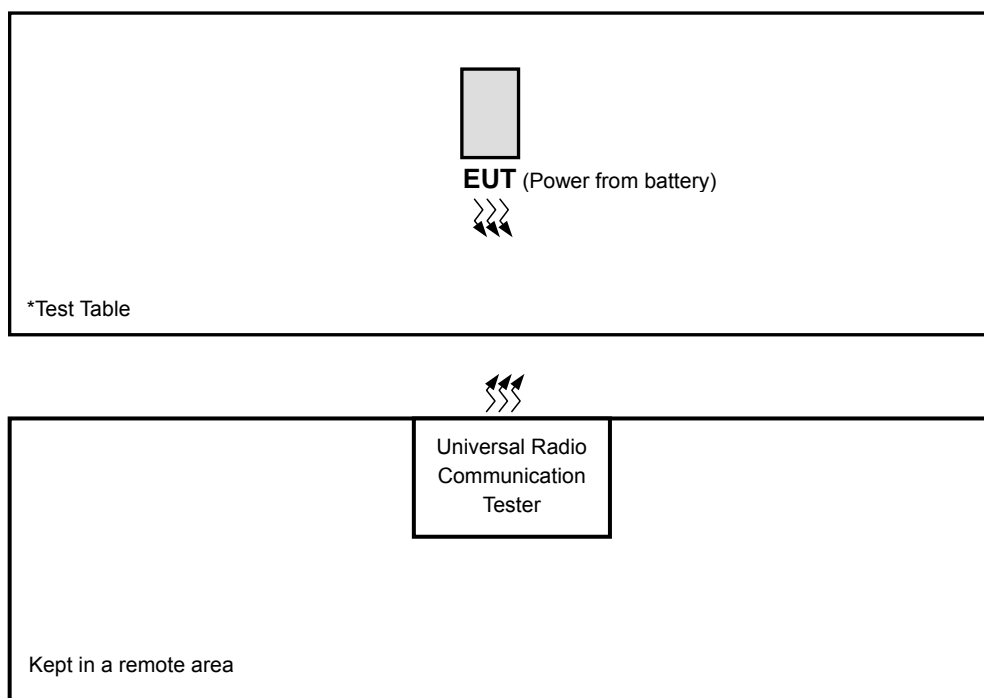 EUT (Power from battery)
*Test Table
Universal Radio
Communication
Tester
Kept in a remote area